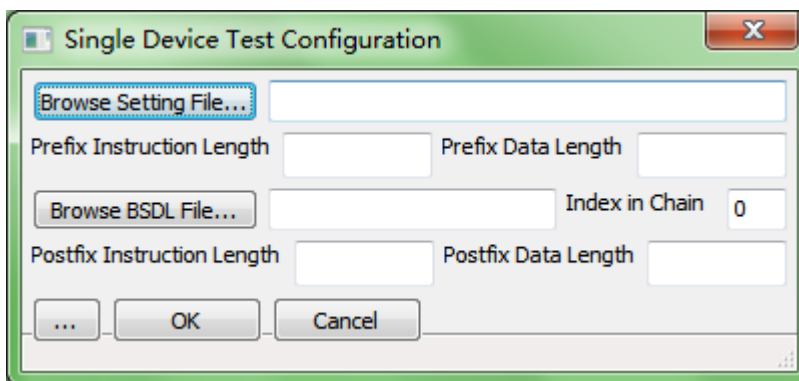 Single Device Test Configuration
Browse Setting File...
Prefix Instruction Length Prefix Data Length
Browse BSDL File... Index in Chain 0
Postfix Instruction Length Postfix Data Length
... OK Cancel